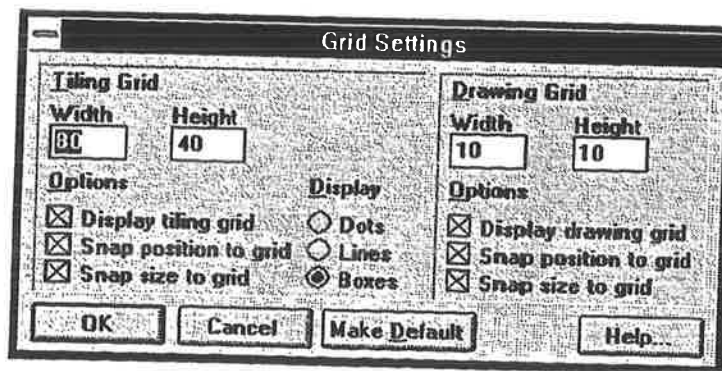 Grid Settings
Tiling Grid
Width Height
80 40
Options Display
Display tiling grid Dots
Snap position to grid Lines
Snap size to grid Boxes
Drawing Grid
Width Height
10 10
Options
Display drawing grid
Snap position to grid
Snap size to grid
OK Cancel Make Default Help...